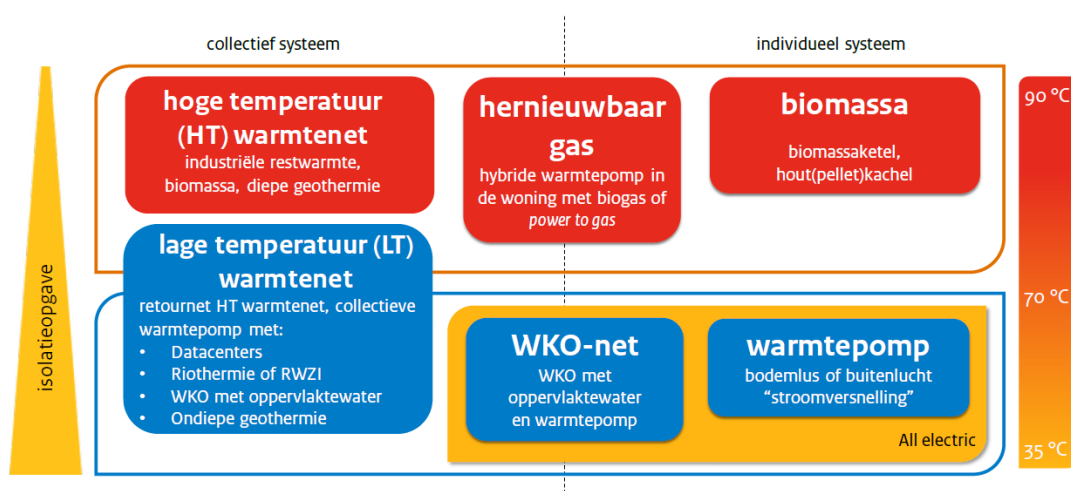 collectief systeem
individueel systeem
isolatieopgave
hoge temperatuur
(HT) warmtenet
industriële restwarmte,
biomassa, diepe geothermie
hernieuwbaar
gas
hybride warmtepomp in
de woning met biogas of
power to gas
biomassa
biomassaketel,
hout(pellet)kachel
lage temperatuur (LT)
warmtenet
retournet HT warmtenet, collectieve
warmtepomp met:
• Datacenters
• Riothermie of RWZI
• WKO met oppervlaktewater
• Ondiepe geothermie
WKO-net
WKO met
oppervlaktewater
en warmtepomp
warmtepomp
bodemlus of buitenlucht
“stroomversnelling”
All electric
90 °C
70 °C
35 °C